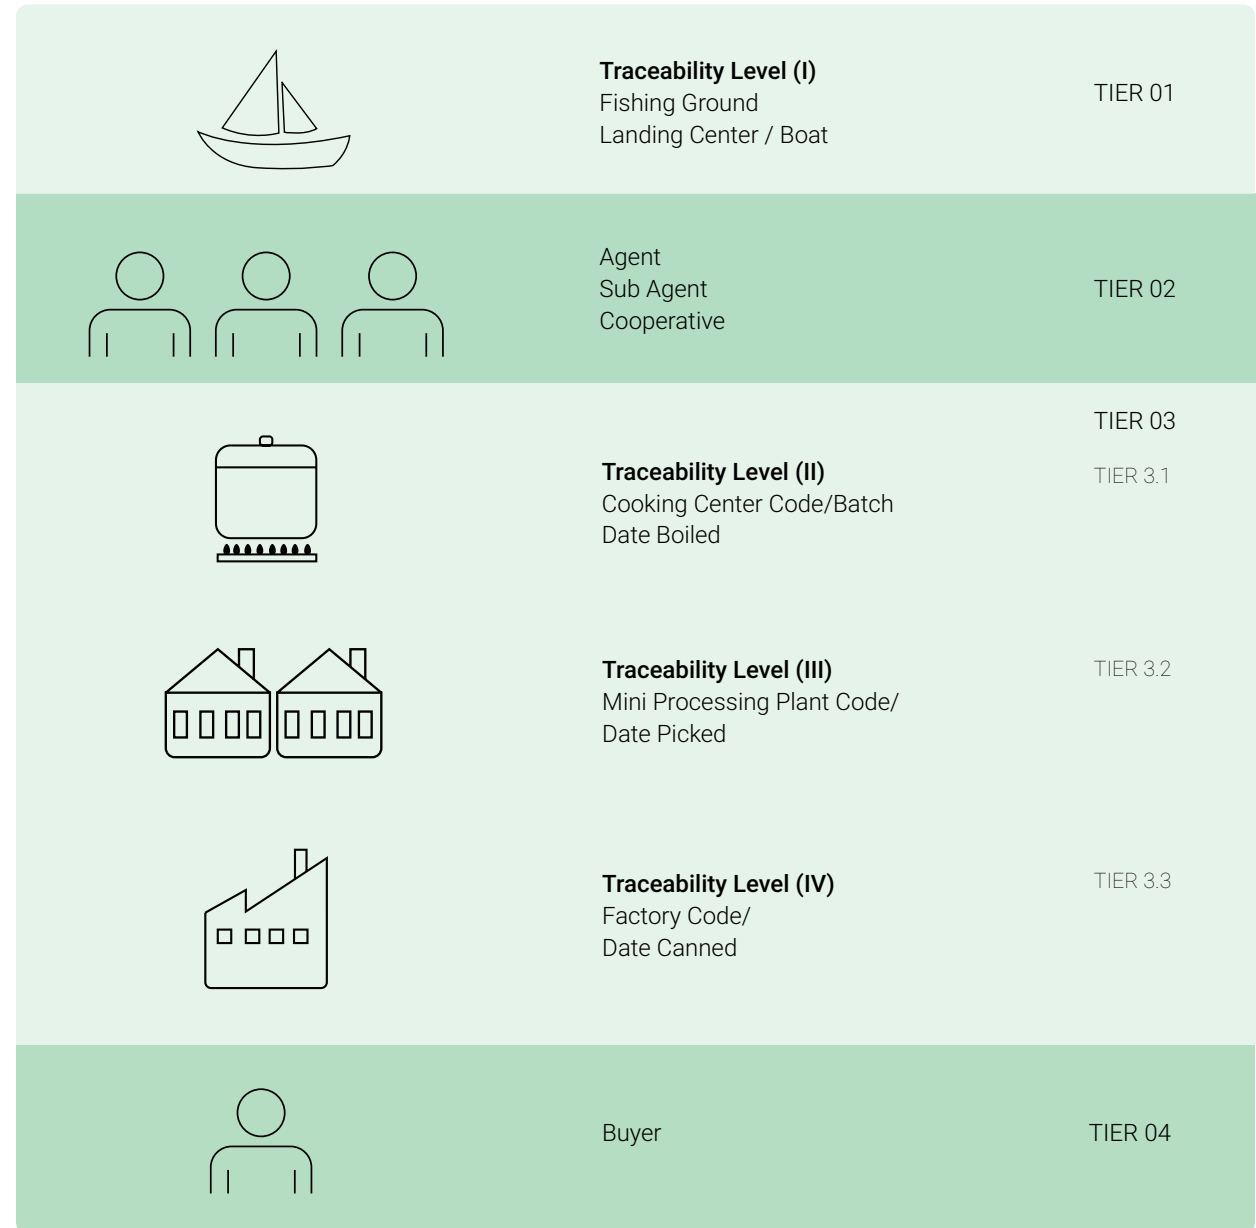 Traceability Level (I)
Fishing Ground
Landing Center / Boat
TIER 01
Agent
Sub Agent
Cooperative
TIER 02
TIER 03
Traceability Level (II)
Cooking Center Code/Batch
Date Boiled
TIER 3.1
Traceability Level (III)
Mini Processing Plant Code/
Date Picked
TIER 3.2
Traceability Level (IV)
Factory Code/
Date Canned
TIER 3.3
Buyer
TIER 04